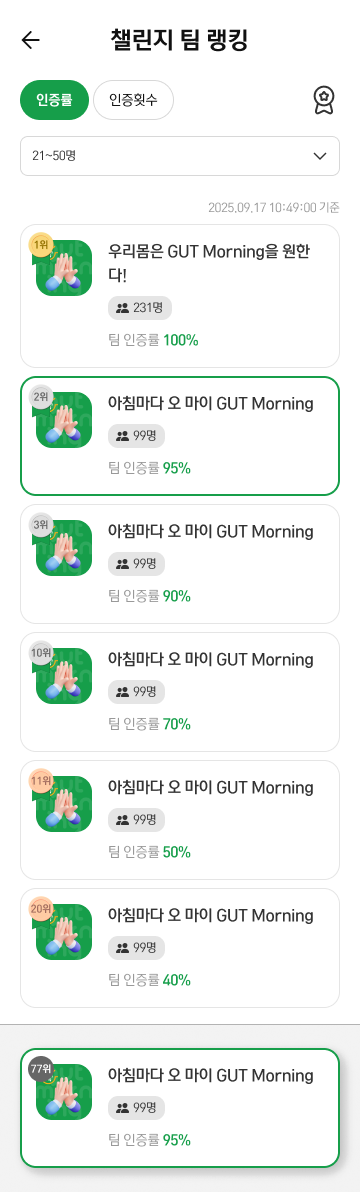 챌린지 팀 랭킹
인증률 인증횟수
21~50명
2025.09.17 10:49:00 기준
1위
우리몸은 GUT Morning을 원한
다!
231명
팀 인증률 100%
2위
아침마다 오 마이 GUT Morning
99명
팀 인증률 95%
3위
아침마다 오 마이 GUT Morning
99명
팀 인증률 90%
10위
아침마다 오 마이 GUT Morning
99명
팀 인증률 70%
11위
아침마다 오 마이 GUT Morning
99명
팀 인증률 50%
20위
아침마다 오 마이 GUT Morning
99명
팀 인증률 40%
77위
아침마다 오 마이 GUT Morning
99명
팀 인증률 95%